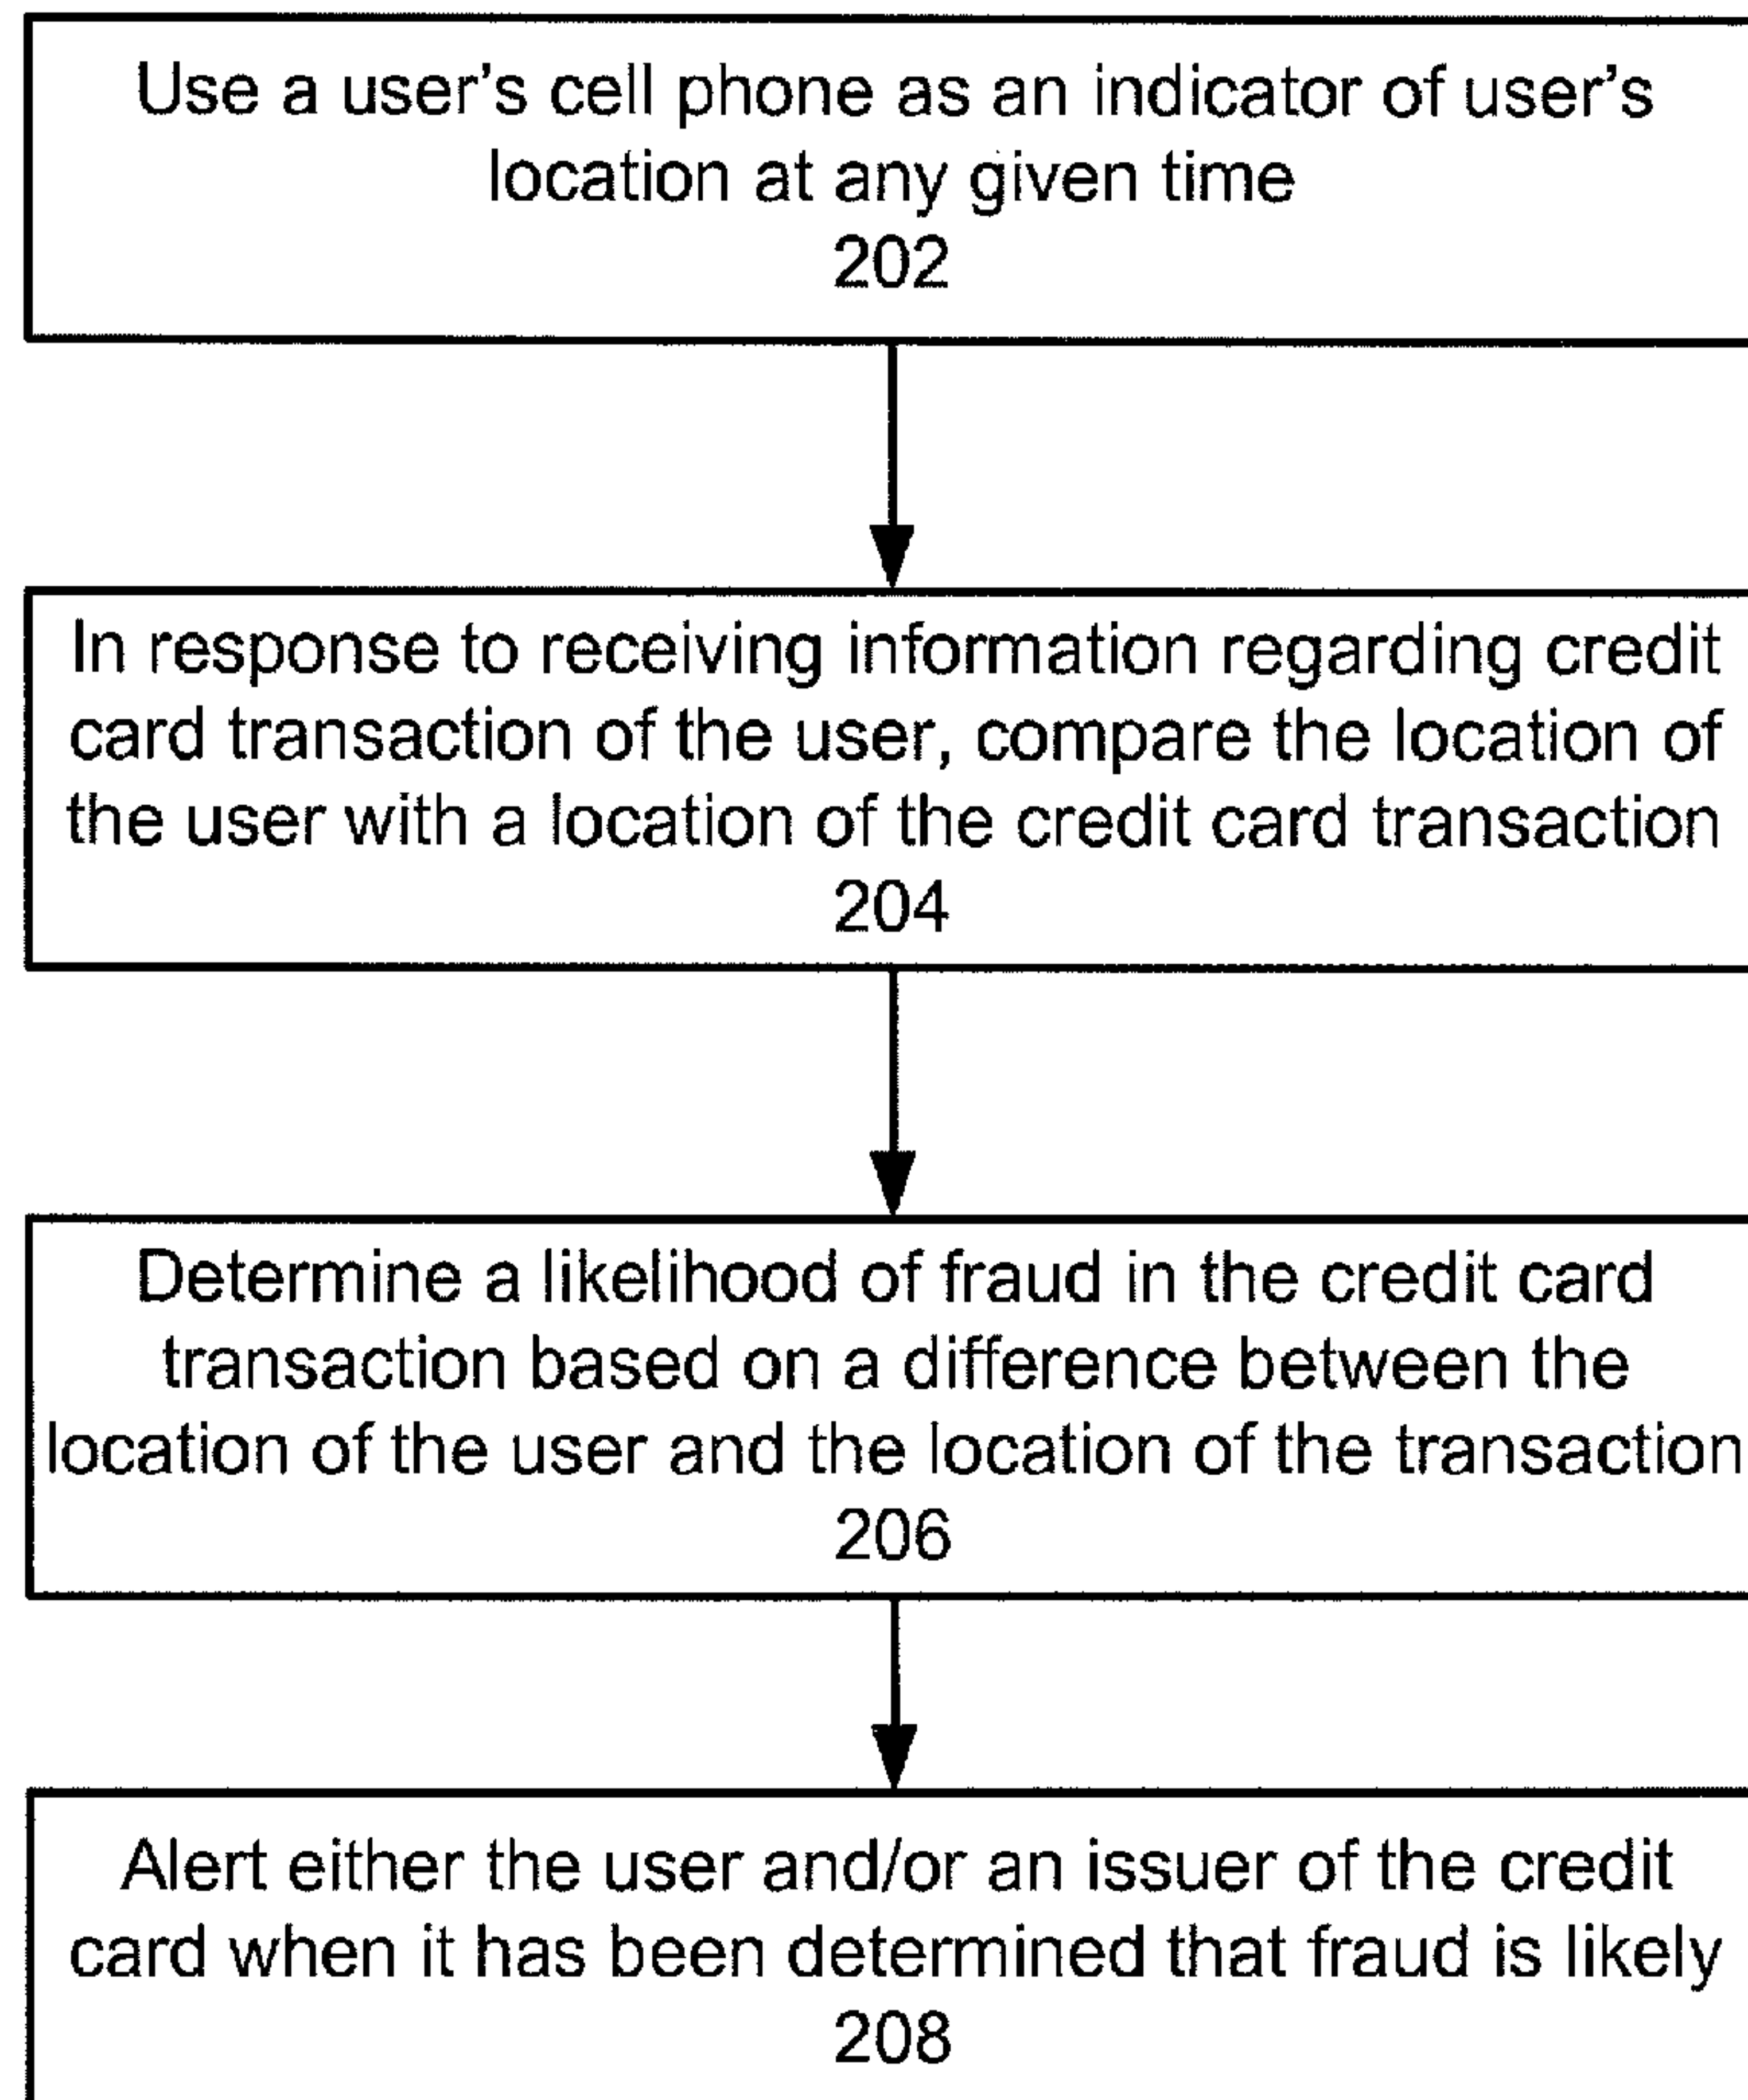 Use a user's cell phone as an indicator of user's
location at any given time
202
In response to receiving information regarding credit
card transaction of the user, compare the location of
the user with a location of the credit card transaction
204
Determine a likelihood of fraud in the credit card
transaction based on a difference between the
location of the user and the location of the transaction
206
Alert either the user and/or an issuer of the credit
card when it has been determined that fraud is likely
208